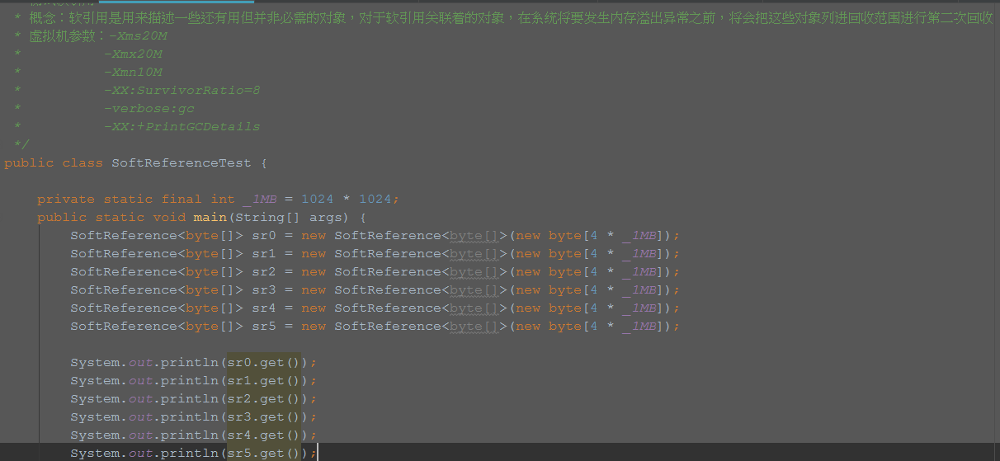 * 概念：软引用是用来描述一些还有用但并非必需的对象，对于软引用关联着的对象，在系统将要发生内存溢出异常之前，将会把这些对象列进回收范围进行第二次回收
* 虚拟机参数：-Xms20M
* -Xmx20M
* -Xmn10M
* -XX:SurvivorRatio=8
* -verbose:gc
* -XX:+PrintGCDetails
*/
public class SoftReferenceTest {
private static final int _1MB = 1024 * 1024;
public static void main(String[] args) {
SoftReference<byte[]> sr0 = new SoftReference<byte[]>(new byte[4 * _1MB]);
SoftReference<byte[]> sr1 = new SoftReference<byte[]>(new byte[4 * _1MB]);
SoftReference<byte[]> sr2 = new SoftReference<byte[]>(new byte[4 * _1MB]);
SoftReference<byte[]> sr3 = new SoftReference<byte[]>(new byte[4 * _1MB]);
SoftReference<byte[]> sr4 = new SoftReference<byte[]>(new byte[4 * _1MB]);
SoftReference<byte[]> sr5 = new SoftReference<byte[]>(new byte[4 * _1MB]);
System.out.println(sr0.get());
System.out.println(sr1.get());
System.out.println(sr2.get());
System.out.println(sr3.get());
System.out.println(sr4.get());
System.out.println(sr5.get());